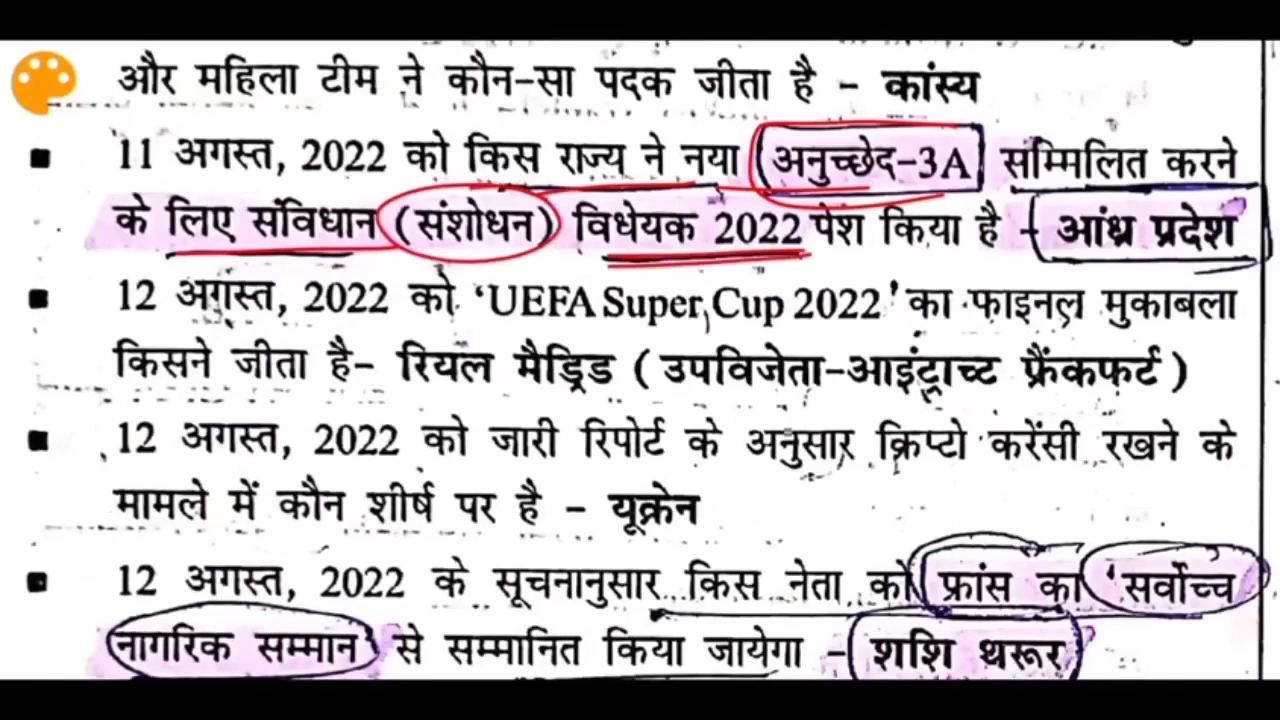 और महिला टीम ने कौन-सा पदक जीता है - कांस्य
■ 11 अगस्त, 2022 को किस राज्य ने नया अनुच्छेद-3A सम्मिलित करने
के लिए संविधान (संशोधन) विधेयक 2022 पेश किया है - आंध्र प्रदेश
■ 12 अगस्त, 2022 को 'UEFA Super Cup 2022' का फाइनल मुकाबला
किसने जीता है- रियल मैड्रिड (उपविजेता-आइंट्राच्ट फ्रैंकफर्ट)
■ 12 अगस्त, 2022 को जारी रिपोर्ट के अनुसार क्रिप्टो करेंसी रखने के
मामले में कौन शीर्ष पर है - यूक्रेन
■ 12 अगस्त, 2022 के सूचनानुसार किस नेता को फ्रांस का 'सर्वोच्च
नागरिक सम्मान' से सम्मानित किया जायेगा - शशि थरूर